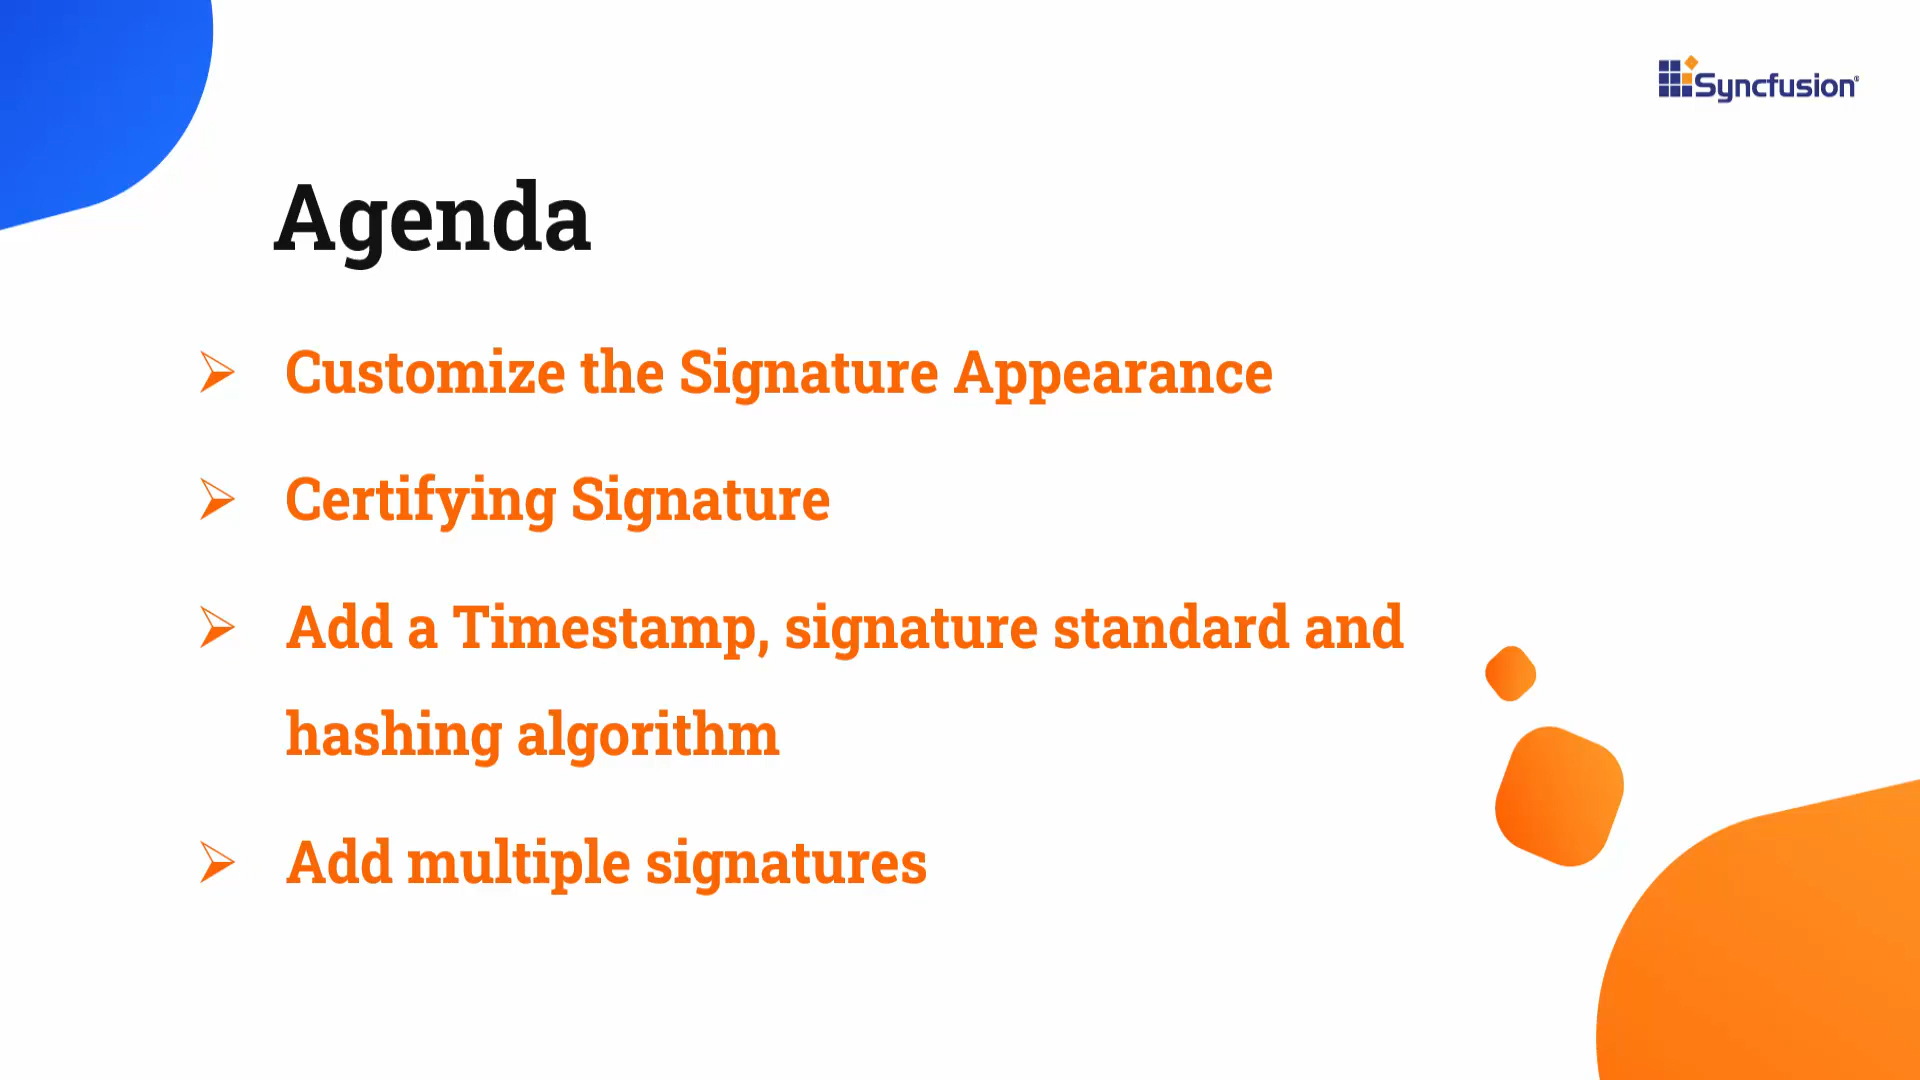 Syncfusion®
Agenda
➢ Customize the Signature Appearance
➢ Certifying Signature
➢ Add a Timestamp, signature standard and
hashing algorithm
➢ Add multiple signatures